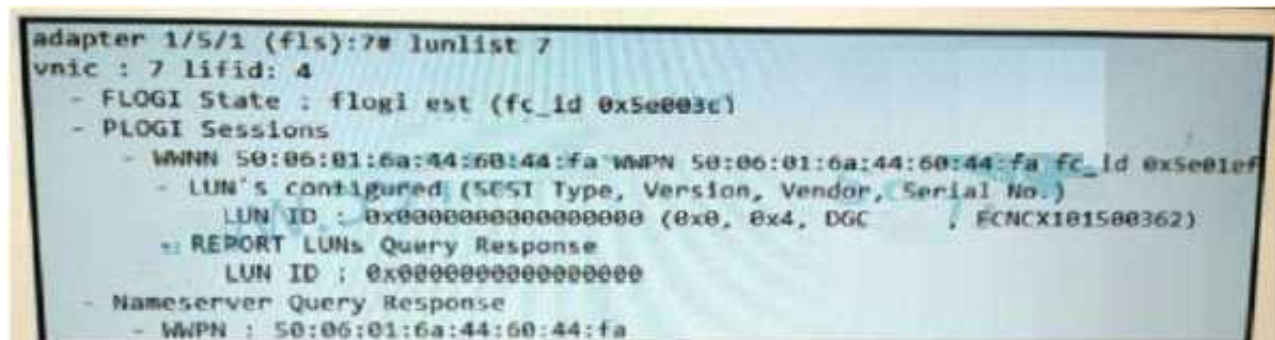 adapter 1/5/1 (fls):7# lunlist 7
vnic : 7 lifid: 4
- FLOGI State : flogi est (fc_id 0x5e003c)
- PLOGI Sessions
- WWNN 50:06:01:6a:44:60:44:fa WWPN 50:06:01:6a:44:60:44:fa fc_id 0x5e01ef
- LUN's configured (SCSI Type, Version, Vendor, Serial No.)
LUN ID : 0x0000000000000000 (0x0, 0x4, DGC , FCNCX101500362)
- REPORT LUNs Query Response
LUN ID : 0x0000000000000000
- Nameserver Query Response
- WWPN : 50:06:01:6a:44:60:44:fa